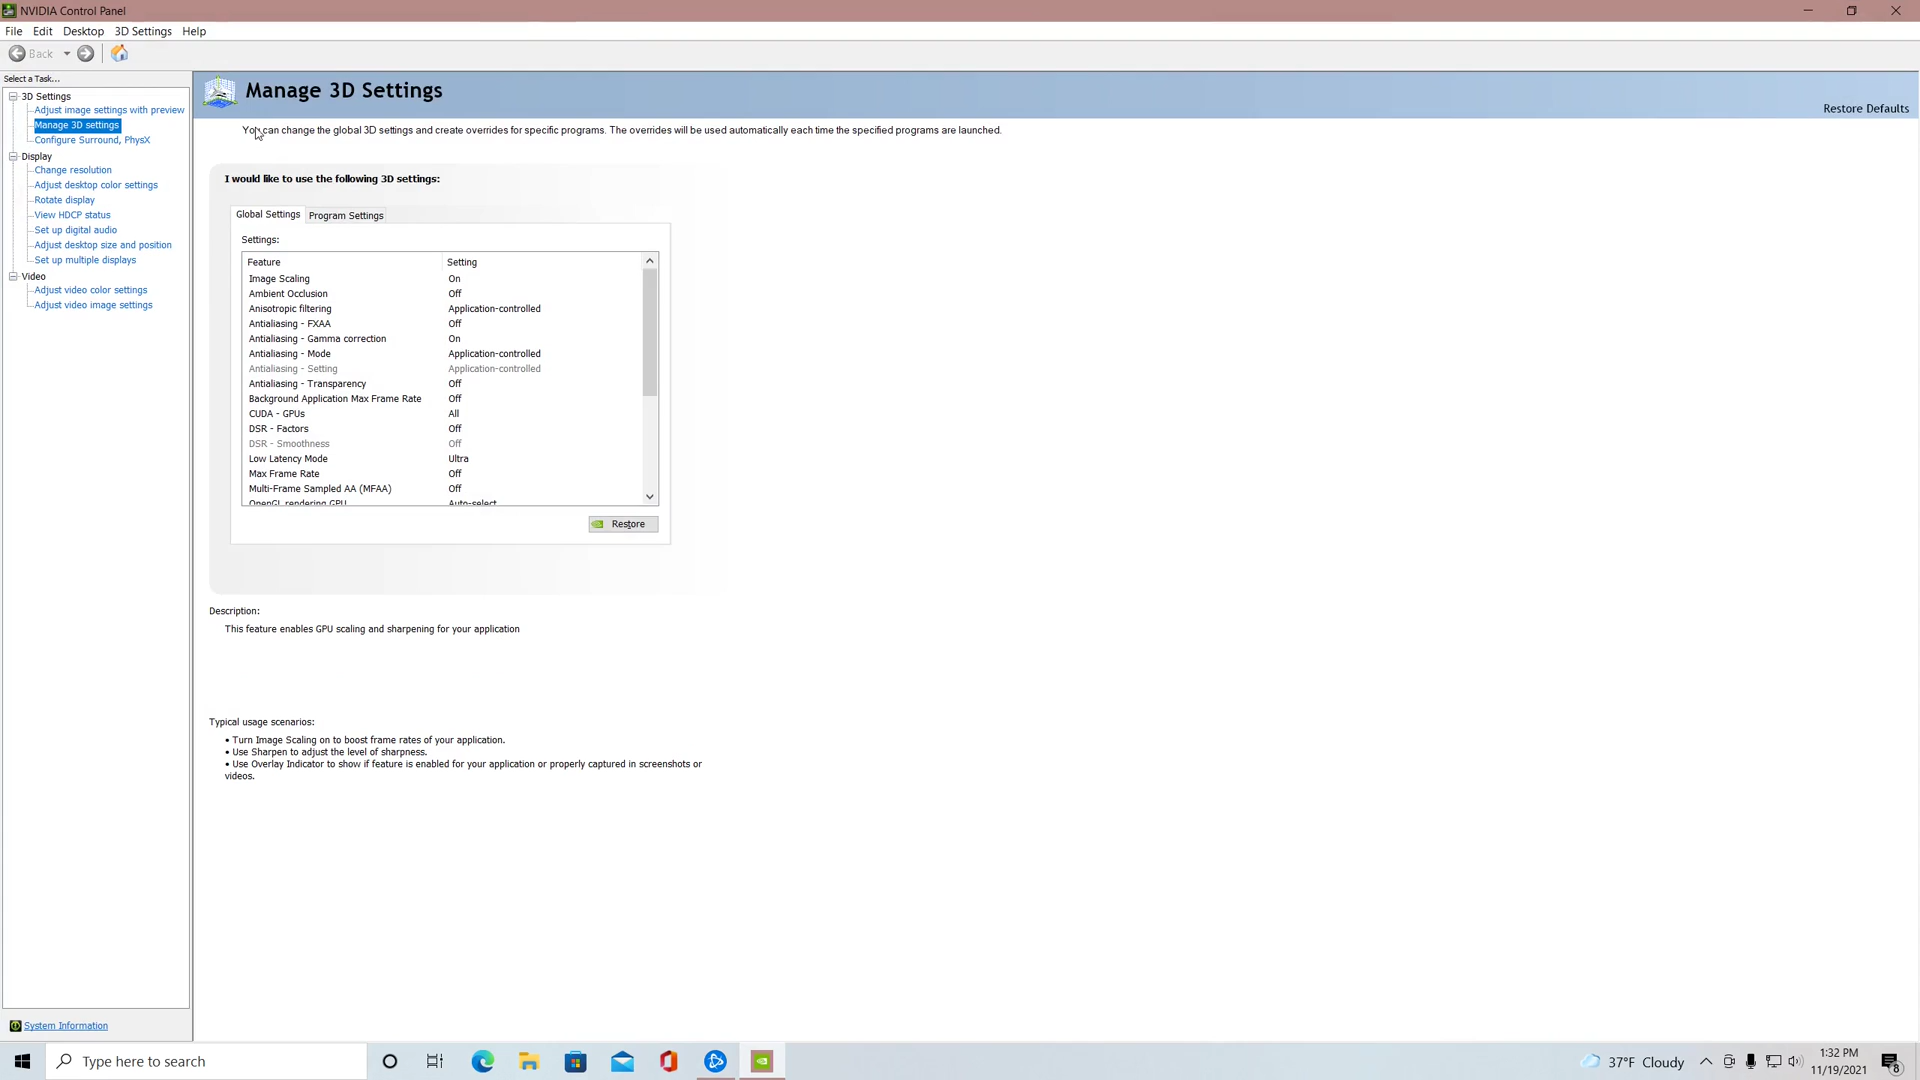 NVIDIA Control Panel
File Edit Desktop 3D Settings Help
Back
Select a Task...
3D Settings
Adjust image settings with preview
Manage 3D settings
Configure Surround, PhysX
Display
Change resolution
Adjust desktop color settings
Rotate display
View HDCP status
Set up digital audio
Adjust desktop size and position
Set up multiple displays
Video
Adjust video color settings
Adjust video image settings
System Information
Manage 3D Settings
Restore Defaults
You can change the global 3D settings and create overrides for specific programs. The overrides will be used automatically each time the specified programs are launched.
I would like to use the following 3D settings:
Global Settings Program Settings
Settings:
Feature Setting
Image Scaling On
Ambient Occlusion Off
Anisotropic filtering Application-controlled
Antialiasing - FXAA Off
Antialiasing - Gamma correction On
Antialiasing - Mode Application-controlled
Antialiasing - Setting Application-controlled
Antialiasing - Transparency Off
Background Application Max Frame Rate Off
CUDA - GPUs All
DSR - Factors Off
DSR - Smoothness Off
Low Latency Mode Ultra
Max Frame Rate Off
Multi-Frame Sampled AA (MFAA) Off
OpenGL rendering GPU Auto-select
Restore
Description:
This feature enables GPU scaling and sharpening for your application
Typical usage scenarios:
• Turn Image Scaling on to boost frame rates of your application.
• Use Sharpen to adjust the level of sharpness.
• Use Overlay Indicator to show if feature is enabled for your application or properly captured in screenshots or
videos.
Type here to search
37°F Cloudy
1:32 PM
11/19/2021
8